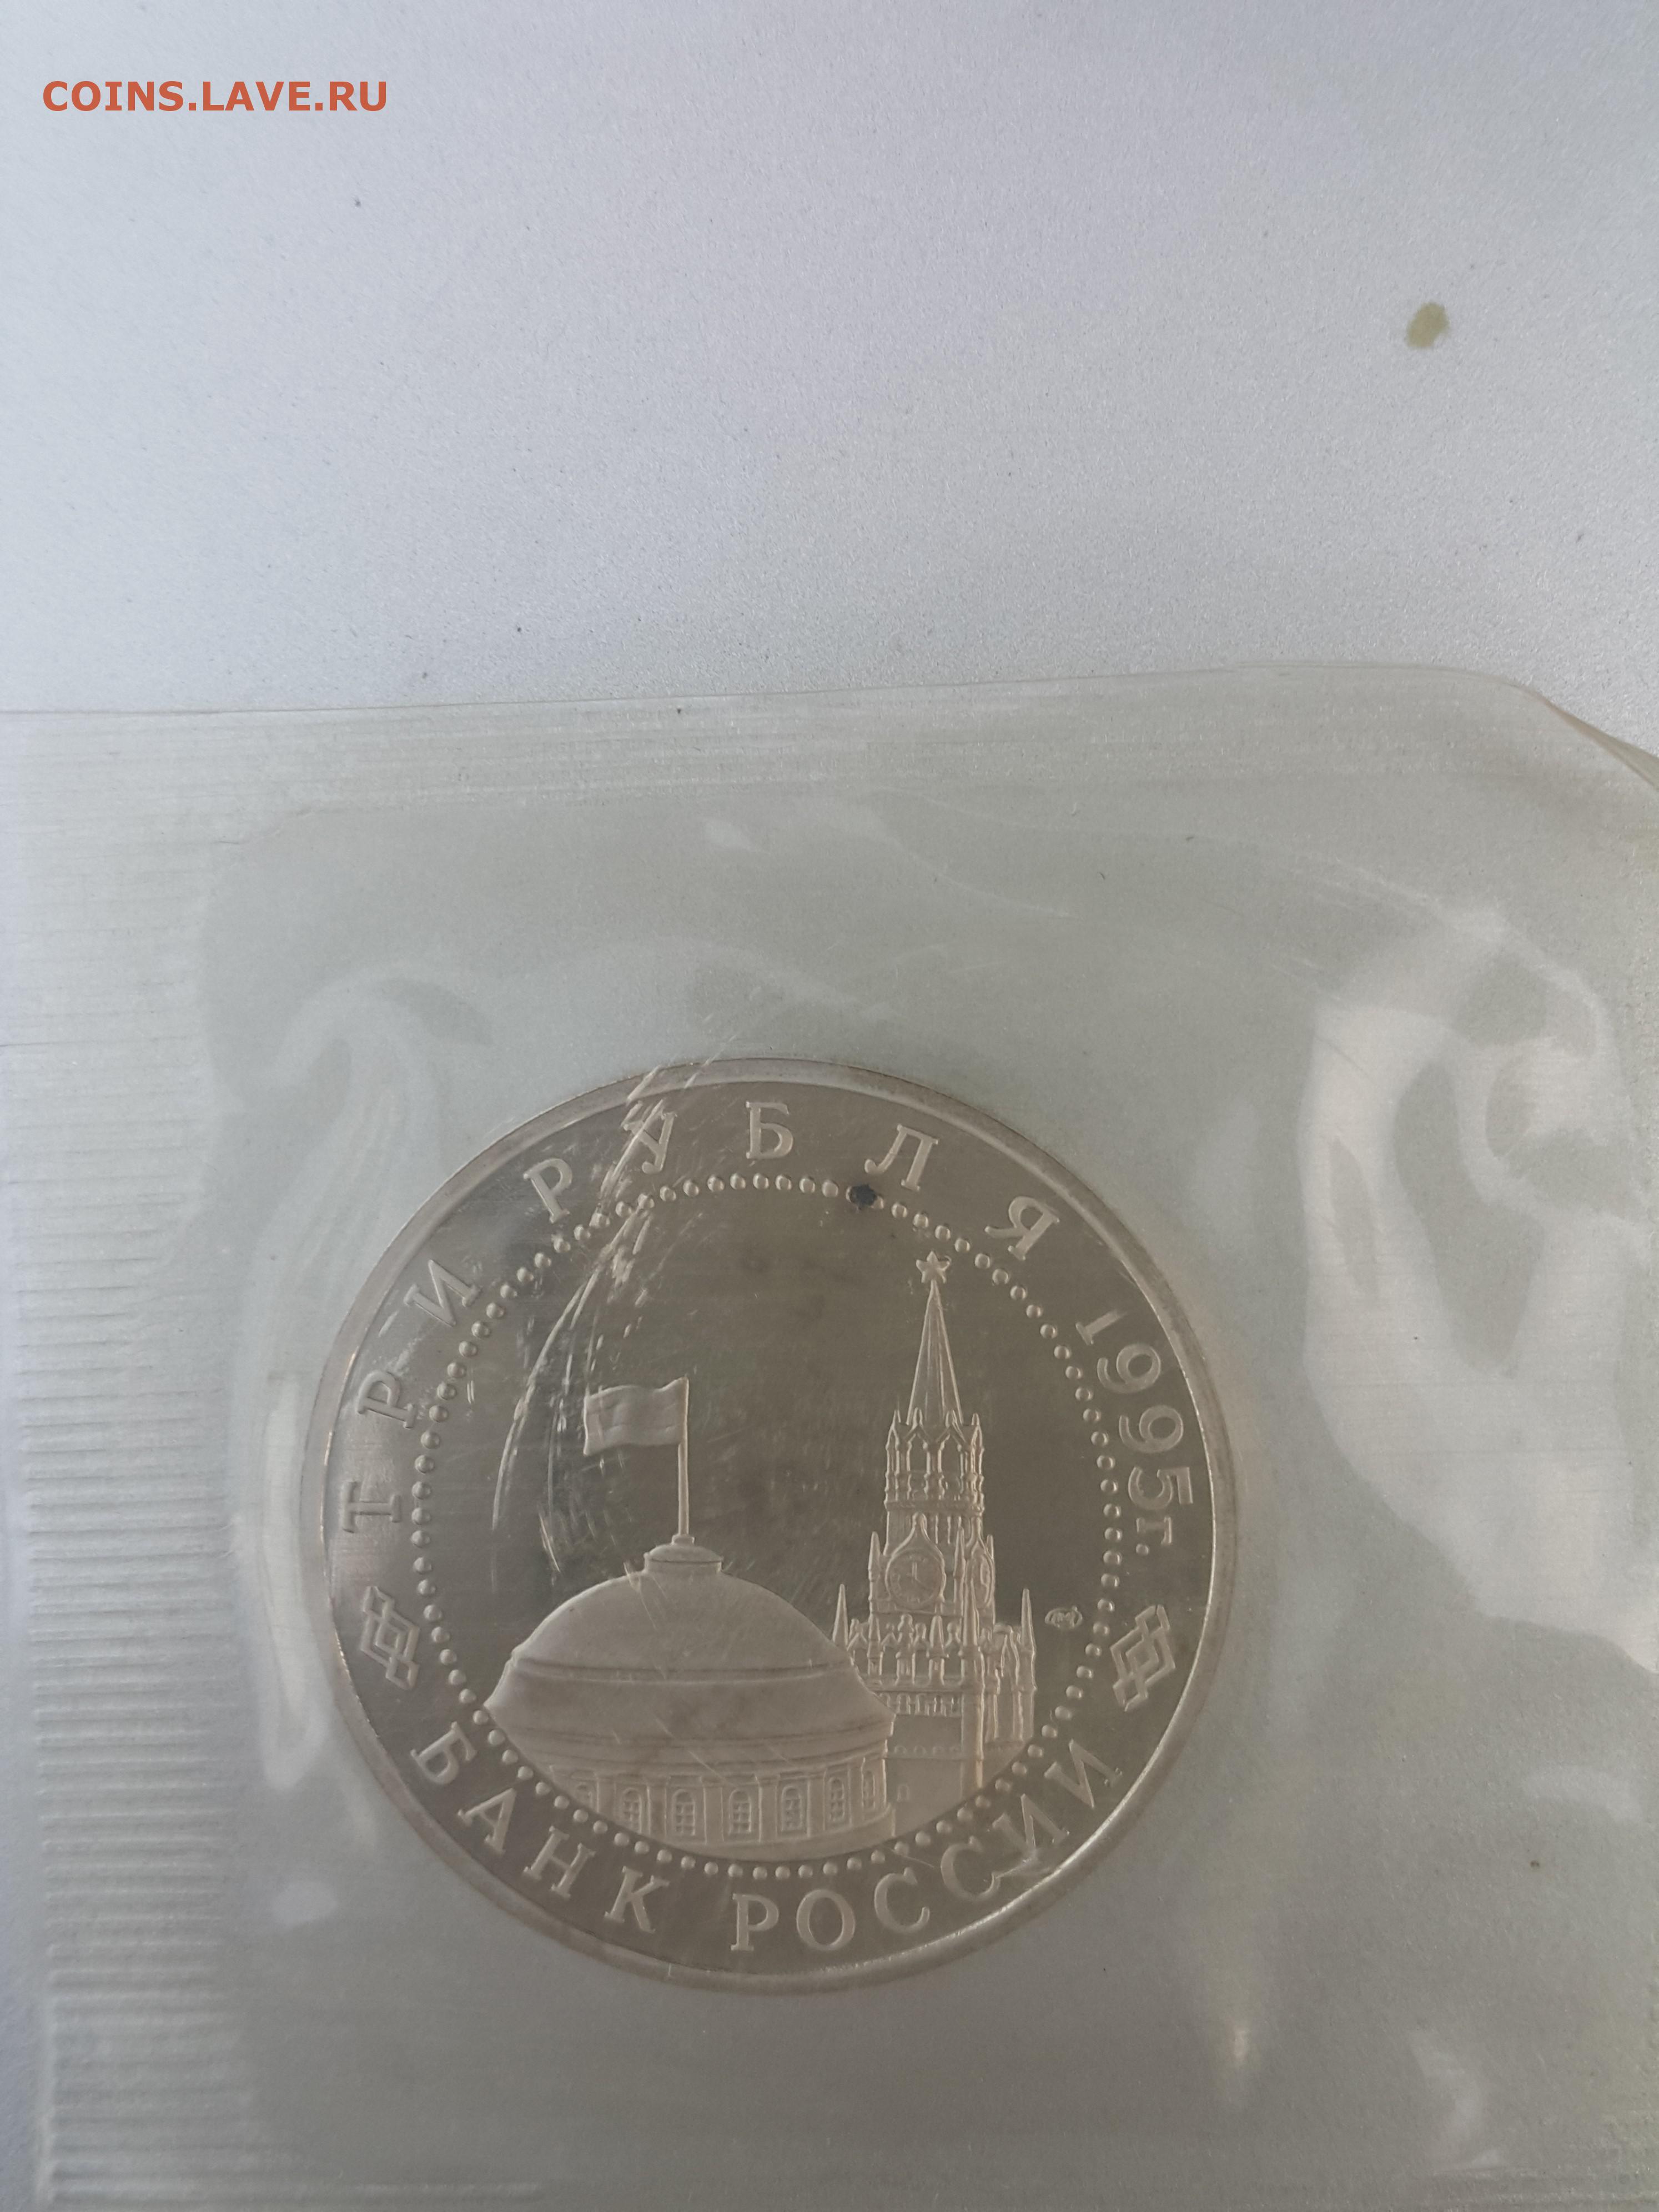 COINS.LAVE.RU
ТРИ РУБЛЯ 1995г.
БАНК РОССИИ